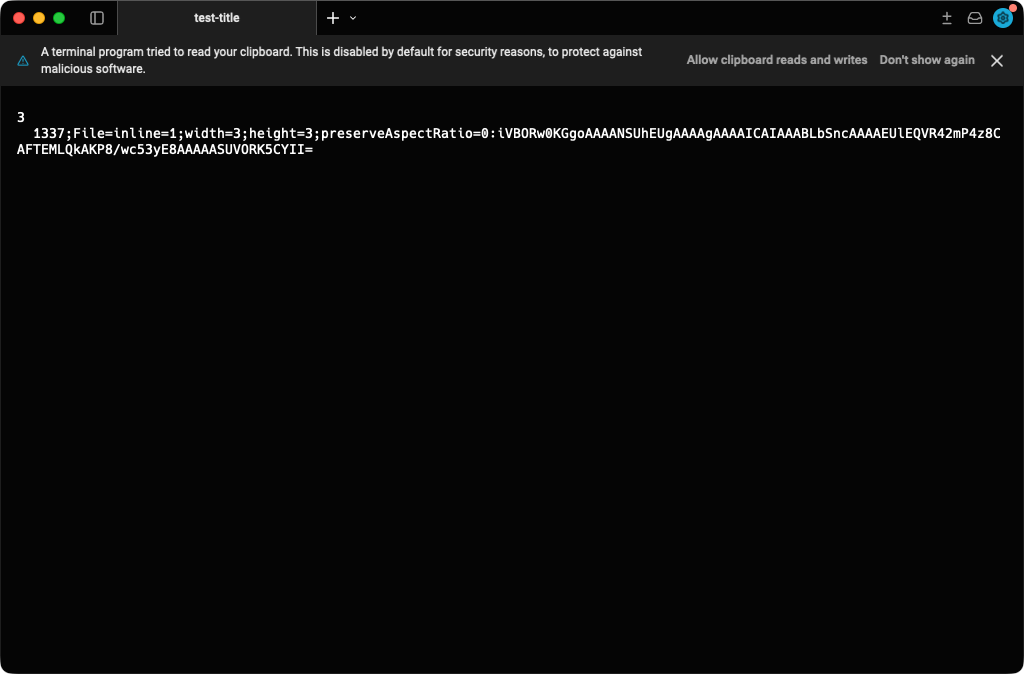 test-title
A terminal program tried to read your clipboard. This is disabled by default for security reasons, to protect against
malicious software.
Allow clipboard reads and writes
Don't show again
3
1337;File=inline=1;width=3;height=3;preserveAspectRatio=0:iVBORw0KGgoAAAANSUhEUgAAAAgAAAAICAIAAABLbSncAAAAEUlEQVR42mP4z8C
AFTEMLQkAKP8/wc53yE8AAAAASUVORK5CYII=